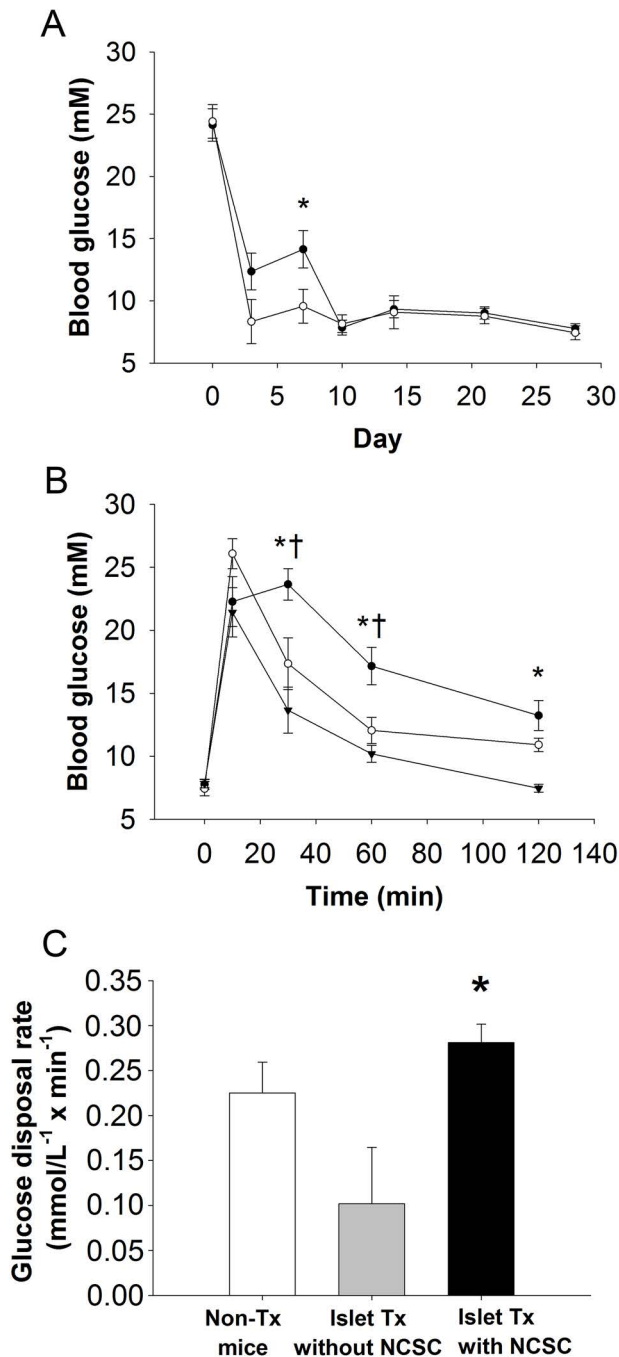 A
Blood glucose (mM)
30
25
20
15
10
5
*
0 5 10 15 20 25 30
Day
B
Blood glucose (mM)
30
25
20
15
10
5
*†
*†
*
0 20 40 60 80 100 120 140
Time (min)
C
Glucose disposal rate
(mmol/L⁻¹ x min⁻¹)
0.35
0.30
0.25
0.20
0.15
0.10
0.05
0.00
*
Non-Tx
mice
Islet Tx
without NCSC
Islet Tx
with NCSC